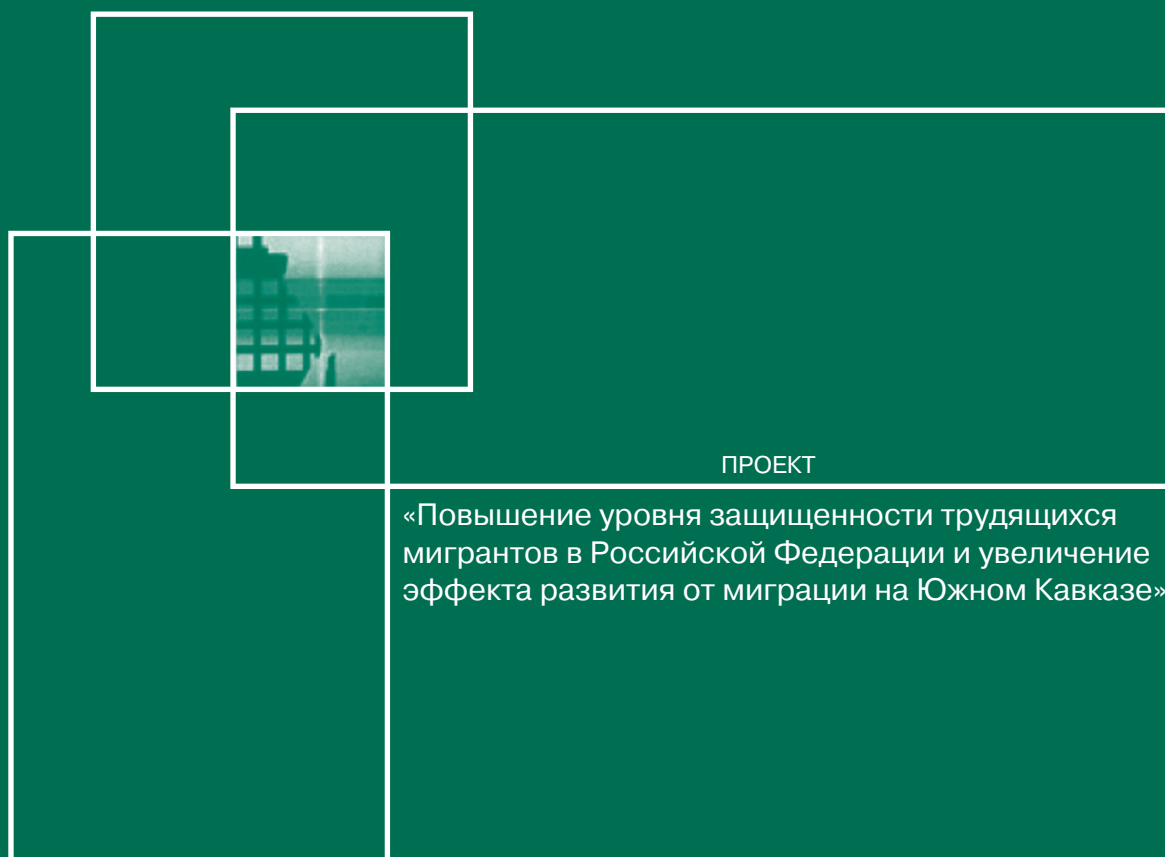 ПРОЕКТ
«Повышение уровня защищенности трудящихся
мигрантов в Российской Федерации и увеличение
эффекта развития от миграции на Южном Кавказе»